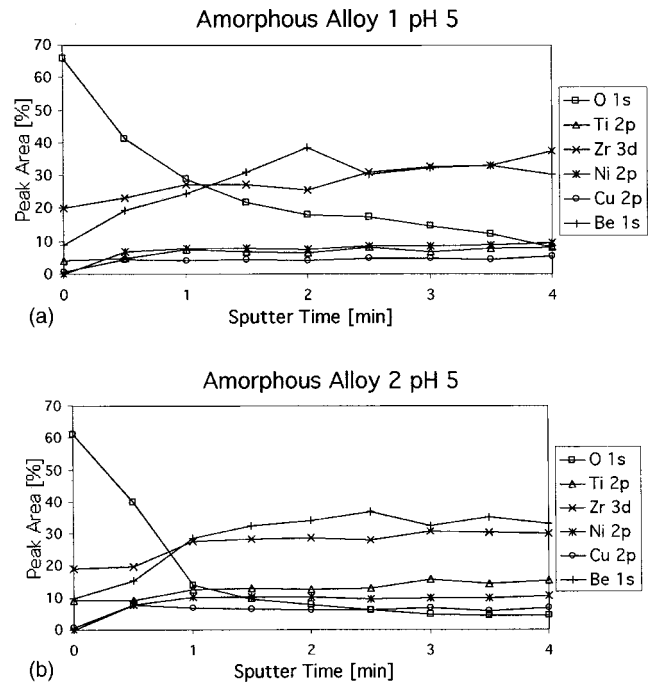 Amorphous Alloy 1 pH 5
70
60
50
40
30
20
10
0
Peak Area [%]
0 1 2 3 4
Sputter Time [min]
O 1s
Ti 2p
Zr 3d
Ni 2p
Cu 2p
Be 1s
(a)
Amorphous Alloy 2 pH 5
70
60
50
40
30
20
10
0
Peak Area [%]
0 1 2 3 4
Sputter Time [min]
O 1s
Ti 2p
Zr 3d
Ni 2p
Cu 2p
Be 1s
(b)